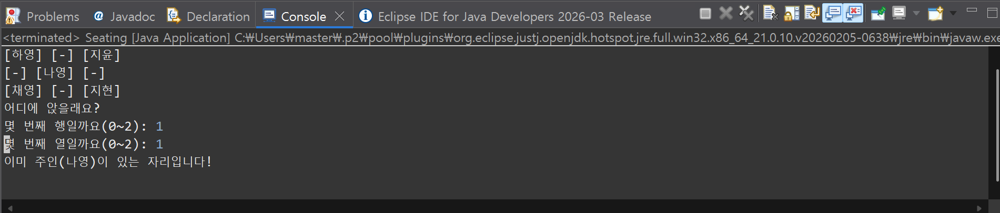 Problems Javadoc Declaration Console Eclipse IDE for Java Developers 2026-03 Release
<terminated> Seating [Java Application] C:₩Users₩master₩.p2₩pool₩plugins₩org.eclipse.justj.openjdk.hotspot.jre.full.win32.x86_64_21.0.10.v20260205-0638₩jre₩bin₩javaw.exe
[하영] [-] [지윤]
[-] [나영] [-]
[채영] [-] [지현]
어디에 앉을래요?
몇 번째 행일까요(0~2): 1
몇 번째 열일까요(0~2): 1
이미 주인(나영)이 있는 자리입니다!